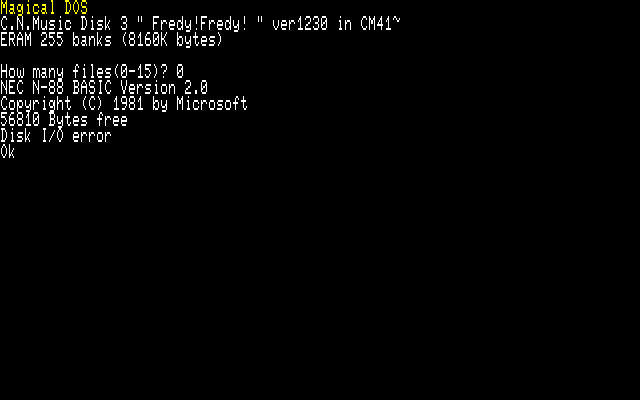 Magical DOS
C.N.Music Disk 3 " Fredy!Fredy! " ver1230 in CM41~
ERAM 255 banks (8160K bytes)
How many files(0-15)? 0
NEC N-88 BASIC Version 2.0
Copyright (C) 1981 by Microsoft
56810 Bytes free
Disk I/O error
Ok